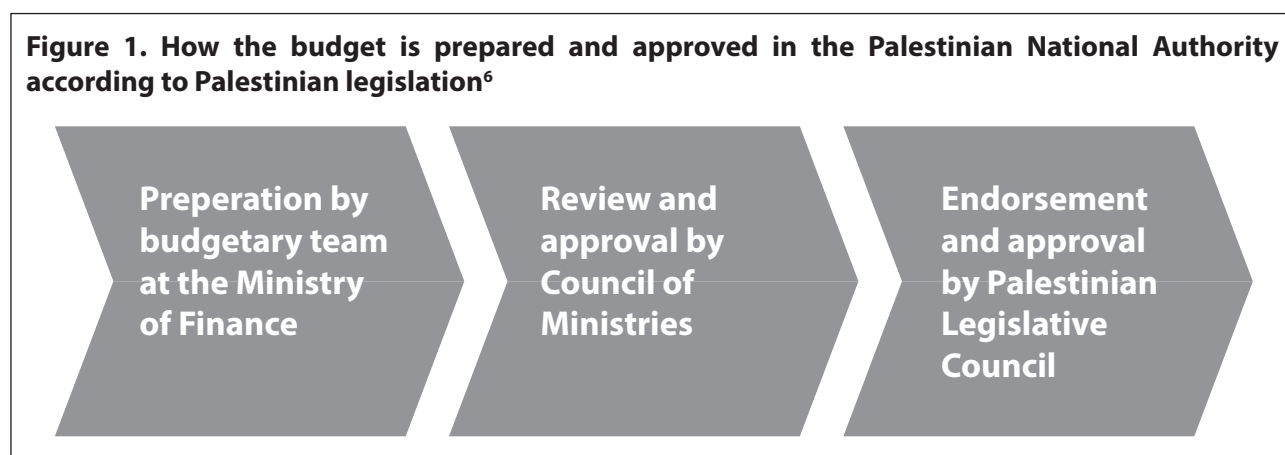 Figure 1. How the budget is prepared and approved in the Palestinian National Authority
according to Palestinian legislation⁶
Preperation by
budgetary team
at the Ministry
of Finance
Review and
approval by
Council of
Ministries
Endorsement
and approval
by Palestinian
Legislative
Council